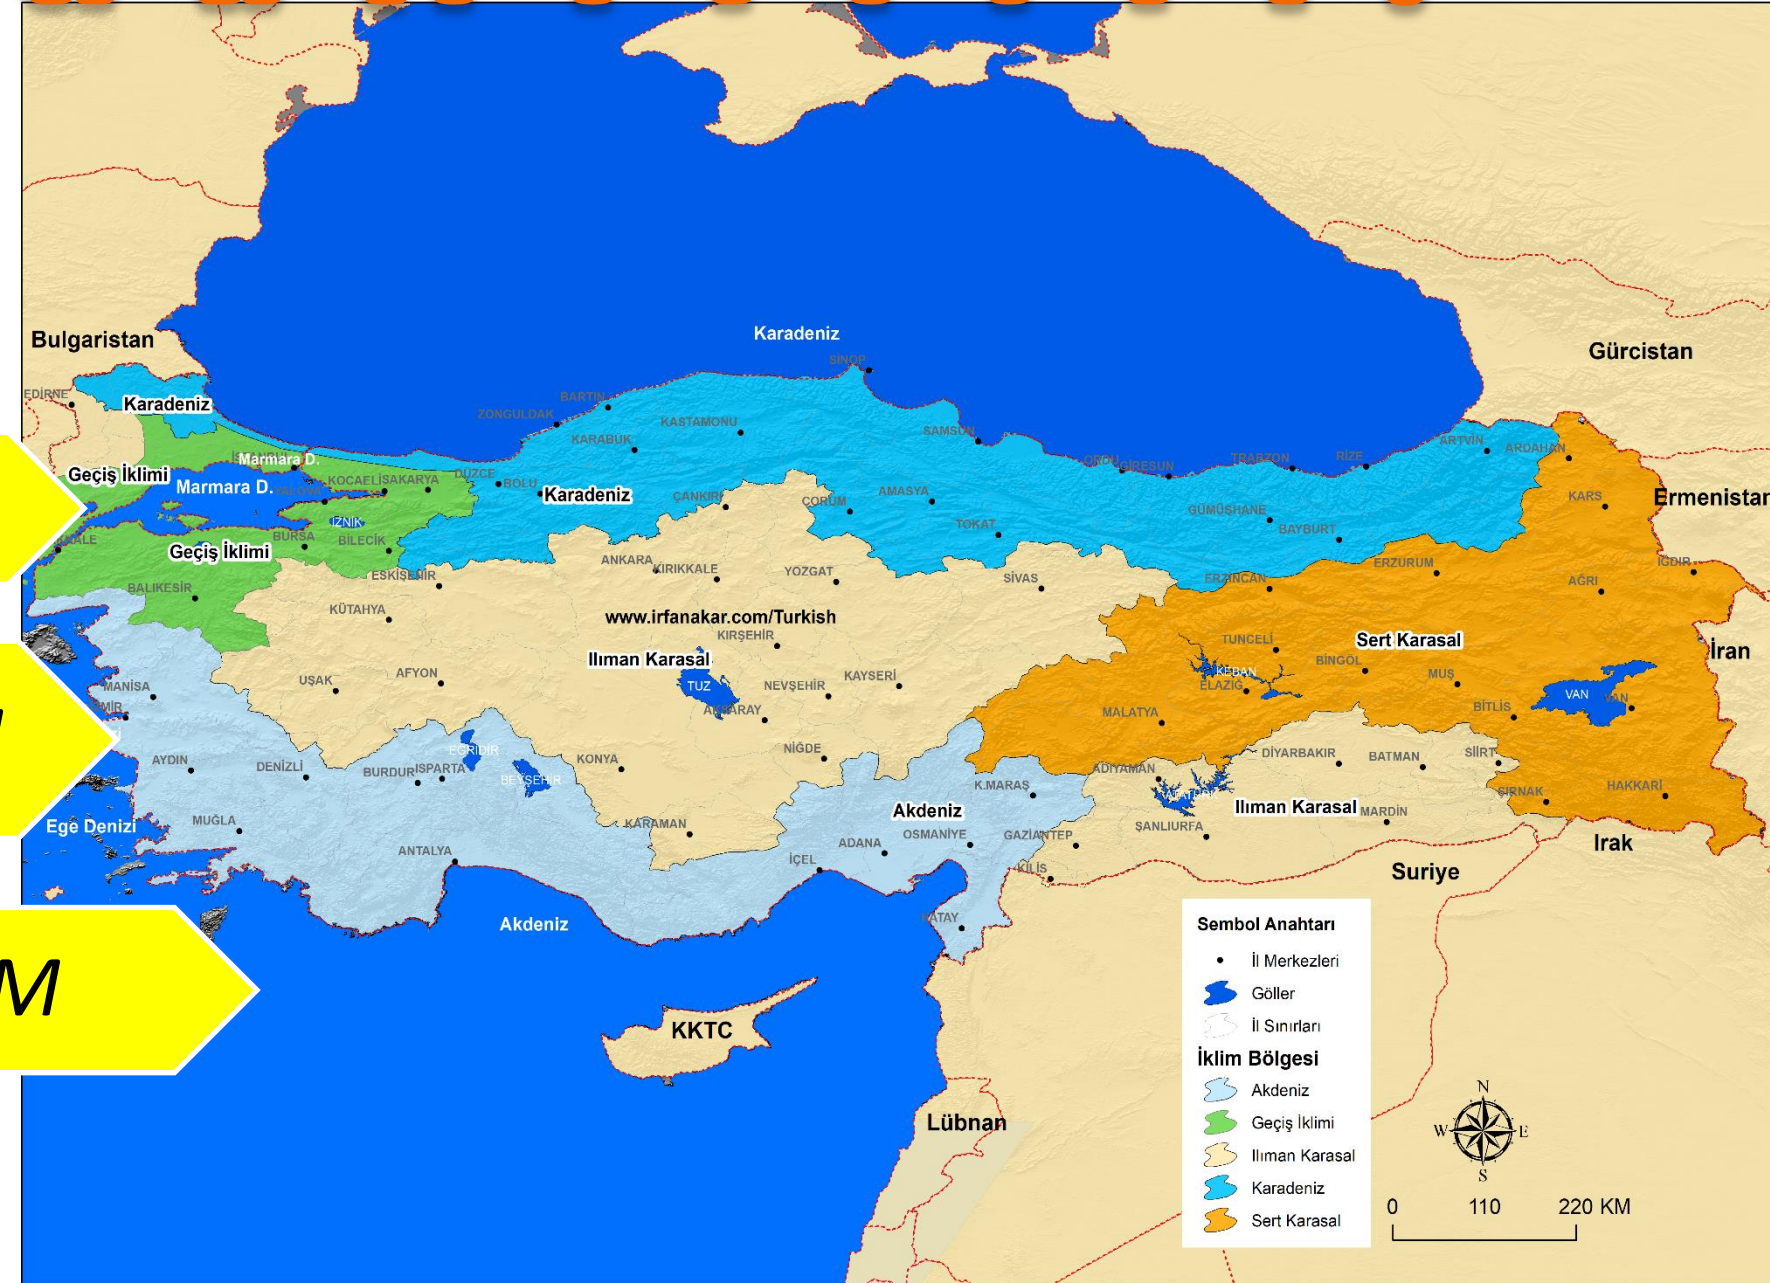 Karadeniz
Bulgaristan
Gürcistan
SİNOP
EDİRNE
Karadeniz
BARTIN
ZONGULDAK
KASTAMONU
KARABÜK
SAMSUN
ARTVİN
ARDAHAN
ORDU
GİRESUN
TRABZON
RİZE
Marmara D.
Geçiş İklimi
Marmara D.
YALOVA
KOCAELİ
SAKARYA
DÜZCE
BOLU
Karadeniz
ÇANKIRI
ÇORUM
AMASYA
TOKAT
GÜMÜŞHANE
BAYBURT
KARS
Ermenistan
İZNİK
BURSA
BİLECİK
Geçiş İklimi
BALIKESİR
ESKİŞEHİR
KÜTAHYA
ANKARA
KIRIKKALE
YOZGAT
SİVAS
ERZİNCAN
ERZURUM
AĞRI
IĞDIR
www.irfanakar.com/Turkish
KIRŞEHİR
Ilıman Karasal
TUNCELİ
Sert Karasal
BİNGÖL
MUŞ
İran
MANİSA
UŞAK
AFYON
TUZ
NEVŞEHİR
KAYSERİ
AKSARAY
KEBAN
ELAZIĞ
MALATYA
BİTLİS
VAN
VAN
AYDIN
DENİZLİ
BURDUR
ISPARTA
EĞRİDİR
BEYŞEHİR
KONYA
NİĞDE
K.MARAŞ
ADIYAMAN
DİYARBAKIR
BATMAN
SİİRT
ŞIRNAK
HAKKARİ
Ege Denizi
MUĞLA
ANTALYA
KARAMAN
Akdeniz
İÇEL
ADANA
OSMANİYE
GAZİANTEP
KİLİS
ŞANLIURFA
Ilıman Karasal
MARDİN
Irak
Suriye
HATAY
Akdeniz
M
KKTC
Lübnan
Sembol Anahtarı
İl Merkezleri
Göller
İl Sınırları
İklim Bölgesi
Akdeniz
Geçiş İklimi
Ilıman Karasal
Karadeniz
Sert Karasal
N
W E
S
0 110 220 KM